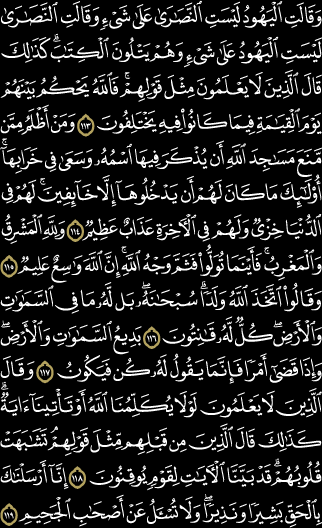 وَقَالَتِ ٱلۡيَهُودُ لَيۡسَتِ ٱلنَّصَٰرَىٰ عَلَىٰ شَيۡءٖ وَقَالَتِ ٱلنَّصَٰرَىٰ
لَيۡسَتِ ٱلۡيَهُودُ عَلَىٰ شَيۡءٖ وَهُمۡ يَتۡلُونَ ٱلۡكِتَٰبَۗ كَذَٰلِكَ
قَالَ ٱلَّذِينَ لَا يَعۡلَمُونَ مِثۡلَ قَوۡلِهِمۡۚ فَٱللَّهُ يَحۡكُمُ بَيۡنَهُمۡ
يَوۡمَ ٱلۡقِيَٰمَةِ فِيمَا كَانُواْ فِيهِ يَخۡتَلِفُونَ ١١٣ وَمَنۡ أَظۡلَمُ مِمَّن
مَّنَعَ مَسَٰجِدَ ٱللَّهِ أَن يُذۡكَرَ فِيهَا ٱسۡمُهُۥ وَسَعَىٰ فِي خَرَابِهَآۚ
أُوْلَٰٓئِكَ مَا كَانَ لَهُمۡ أَن يَدۡخُلُوهَآ إِلَّا خَآئِفِينَۚ لَهُمۡ فِي
ٱلدُّنۡيَا خِزۡيٞ وَلَهُمۡ فِي ٱلۡأٓخِرَةِ عَذَابٌ عَظِيمٞ ١١٤ وَلِلَّهِ ٱلۡمَشۡرِقُ
وَٱلۡمَغۡرِبُۚ فَأَيۡنَمَا تُوَلُّواْ فَثَمَّ وَجۡهُ ٱللَّهِۚ إِنَّ ٱللَّهَ وَٰسِعٌ عَلِيمٞ ١١٥
وَقَالُواْ ٱتَّخَذَ ٱللَّهُ وَلَدٗاۗ سُبۡحَٰنَهُۥۖ بَل لَّهُۥ مَا فِي ٱلسَّمَٰوَٰتِ
وَٱلۡأَرۡضِۖ كُلّٞ لَّهُۥ قَٰنِتُونَ ١١٦ بَدِيعُ ٱلسَّمَٰوَٰتِ وَٱلۡأَرۡضِۖ
وَإِذَا قَضَىٰٓ أَمۡرٗا فَإِنَّمَا يَقُولُ لَهُۥ كُن فَيَكُونُ ١١٧ وَقَالَ
ٱلَّذِينَ لَا يَعۡلَمُونَ لَوۡلَا يُكَلِّمُنَا ٱللَّهُ أَوۡ تَأۡتِينَآ ءَايَةٞۗ
كَذَٰلِكَ قَالَ ٱلَّذِينَ مِن قَبۡلِهِم مِّثۡلَ قَوۡلِهِمۡۘ تَشَٰبَهَتۡ
قُلُوبُهُمۡۗ قَدۡ بَيَّنَّا ٱلۡأٓيَٰتِ لِقَوۡمٖ يُوقِنُونَ ١١٨ إِنَّآ أَرۡسَلۡنَٰكَ
بِٱلۡحَقِّ بَشِيرٗا وَنَذِيرٗاۖ وَلَا تُسۡـَٔلُ عَنۡ أَصۡحَٰبِ ٱلۡجَحِيمِ ١١٩